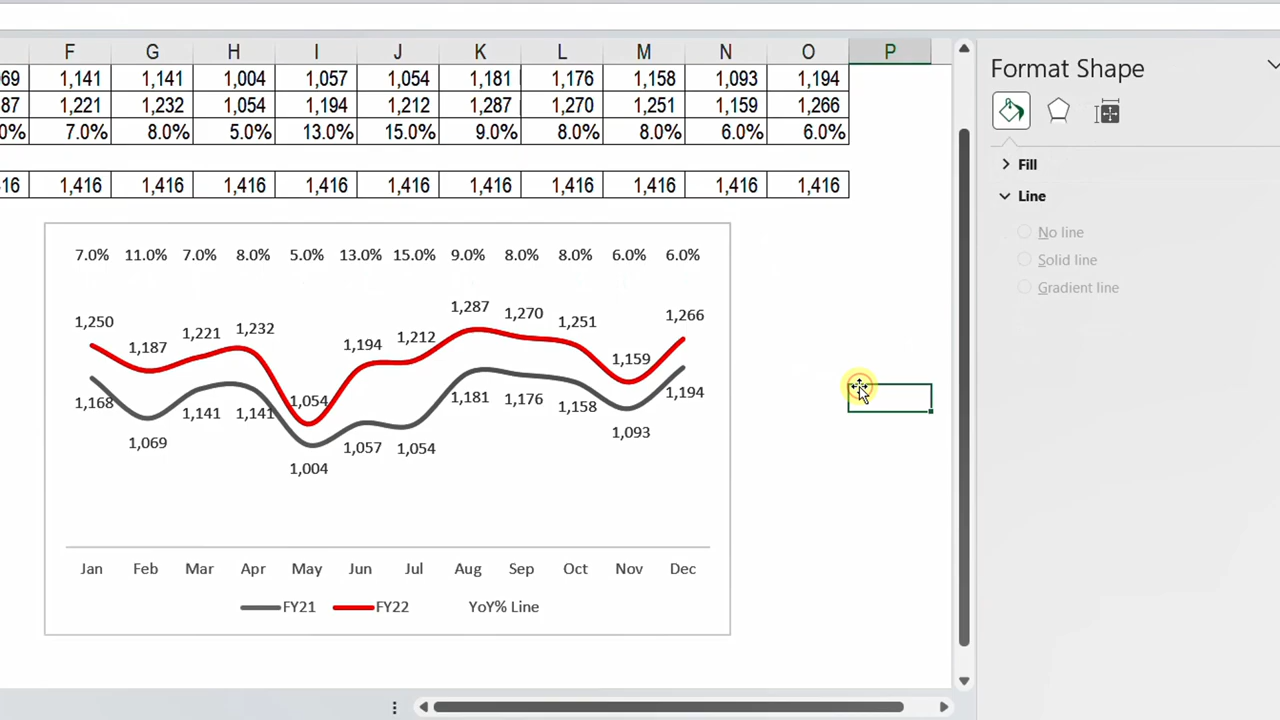 F G H I J K L M N O P
69 1,141 1,141 1,004 1,057 1,054 1,181 1,176 1,158 1,093 1,194
87 1,221 1,232 1,054 1,194 1,212 1,287 1,270 1,251 1,159 1,266
0% 7.0% 8.0% 5.0% 13.0% 15.0% 9.0% 8.0% 8.0% 6.0% 6.0%
16 1,416 1,416 1,416 1,416 1,416 1,416 1,416 1,416 1,416 1,416
7.0% 11.0% 7.0% 8.0% 5.0% 13.0% 15.0% 9.0% 8.0% 8.0% 6.0% 6.0%
1,250 1,187 1,221 1,232 1,054 1,194 1,212 1,287 1,270 1,251 1,159 1,266
1,168 1,069 1,141 1,141 1,004 1,057 1,054 1,181 1,176 1,158 1,093 1,194
Jan Feb Mar Apr May Jun Jul Aug Sep Oct Nov Dec
FY21 FY22 YoY% Line
Format Shape
Fill
Line
No line
Solid line
Gradient line